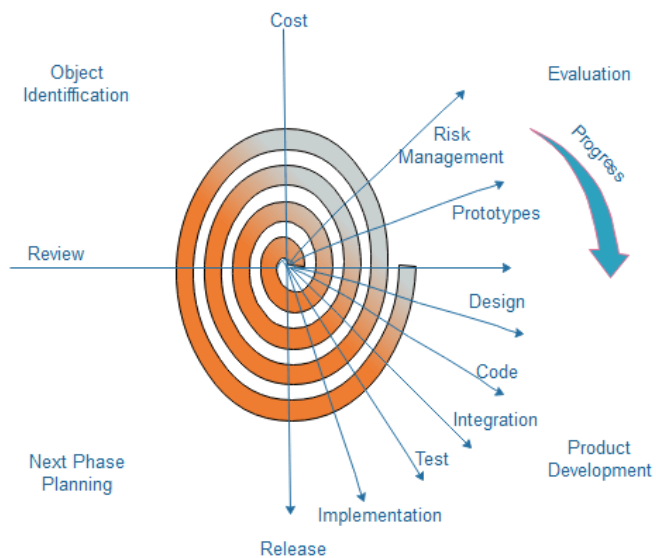 Cost
Object
Identiffication
Evaluation
Risk
Management
Progress
Prototypes
Review
Design
Code
Integration
Test
Next Phase
Planning
Product
Development
Implementation
Release